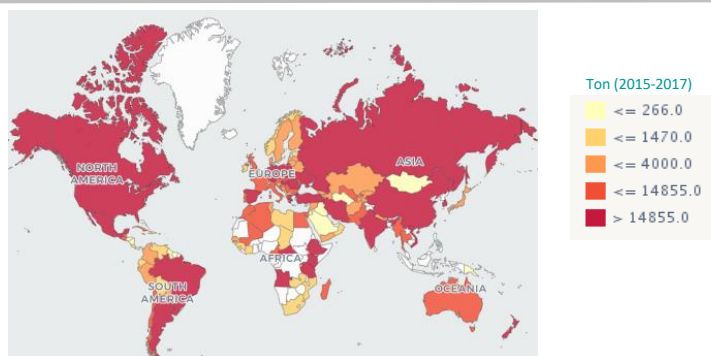 Ton (2015-2017)
<= 266.0
<= 1470.0
<= 4000.0
<= 14855.0
> 14855.0
NORTH
AMERICA
EUROPE
ASIA
AFRICA
SOUTH
AMERICA
OCEANIA